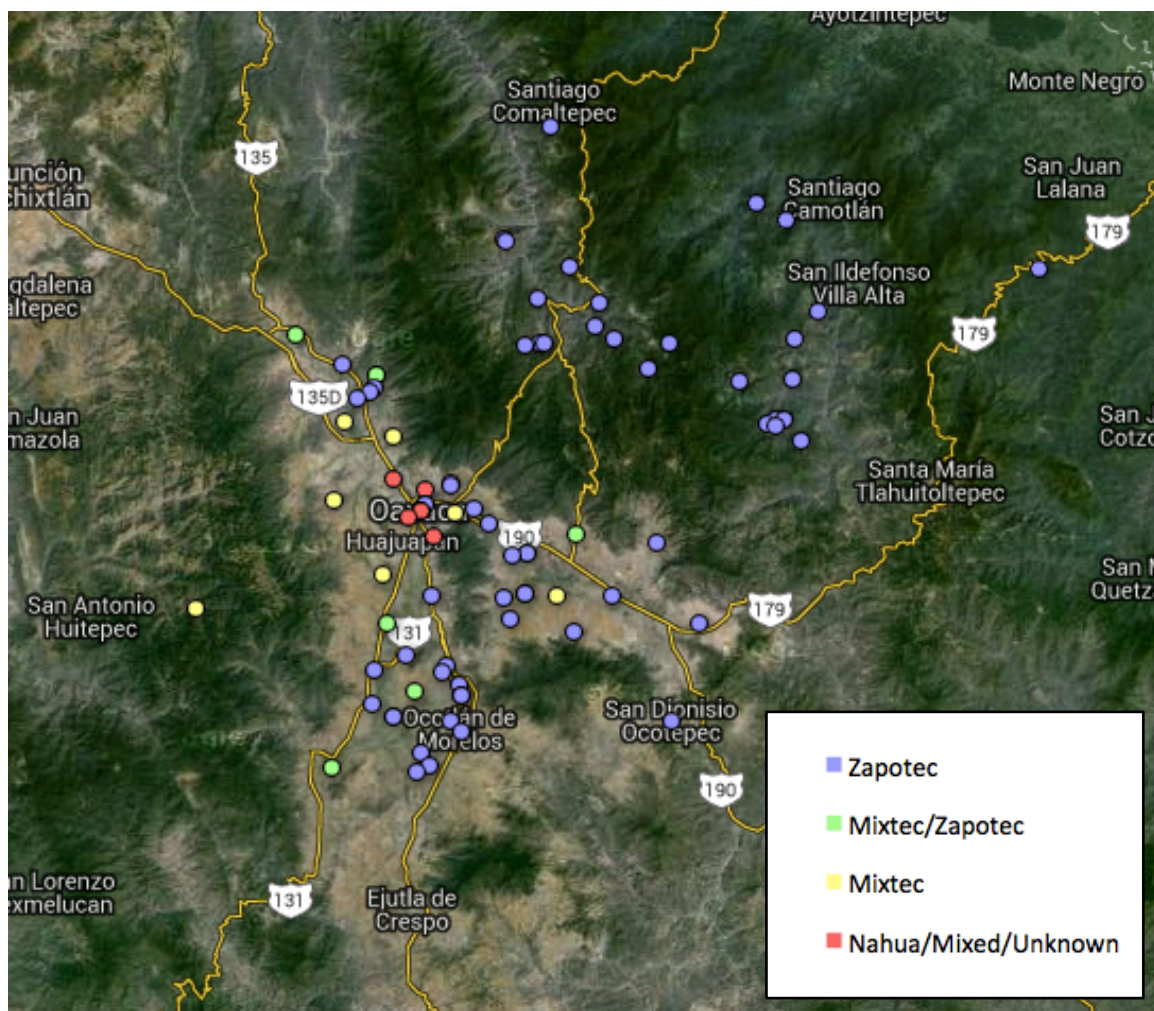 Ayotzintepec
Santiago
Comaltepec
Monte Negro
135
unción
chixtlán
San Juan
Lalana
Santiago
Camotlán
179
San Ildefonso
Villa Alta
gdalena
altepec
179
135D
n Juan
mazola
San J
Cotzo
Santa María
Tlahuitoltepec
Oaxaca
Huajuapan
190
San M
Quetz
San Antonio
Huitepec
179
131
San Dionisio
Ocotepec
Ocotlán de
Morelos
Zapotec
190
Mixtec/Zapotec
an Lorenzo
exmelucan
131
Ejutla de
Crespo
Mixtec
Nahua/Mixed/Unknown